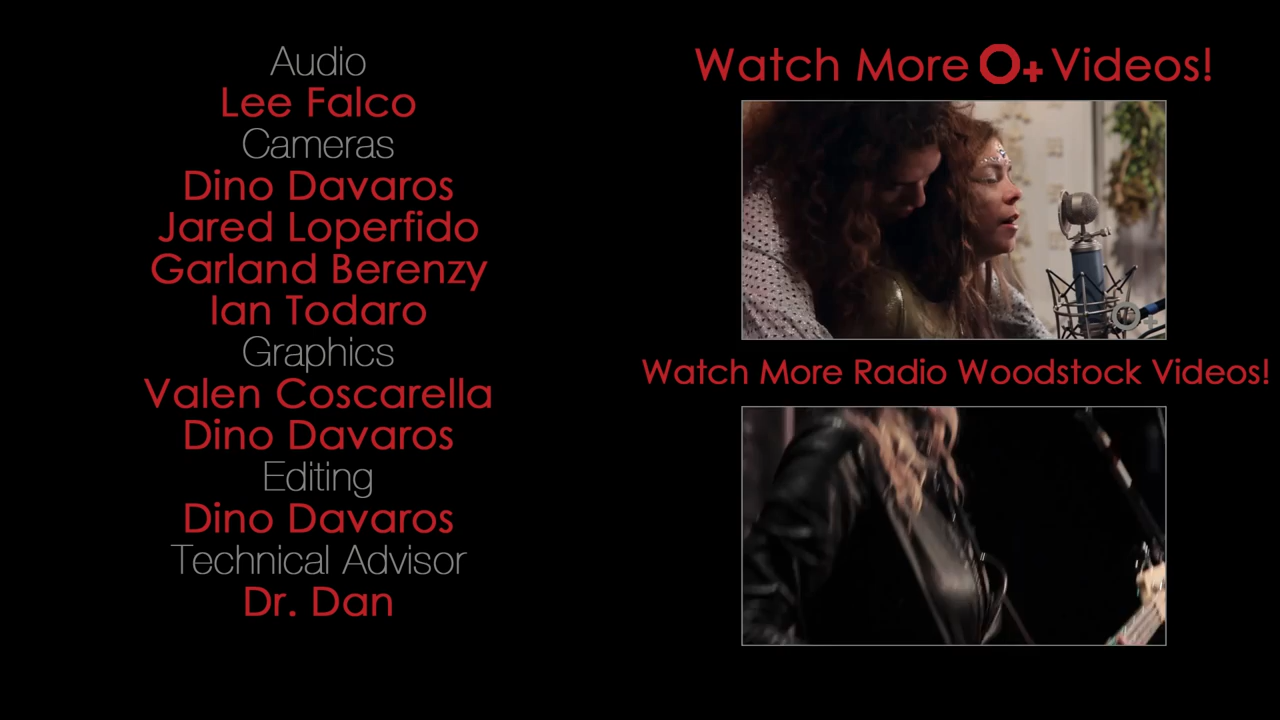 Audio
Lee Falco
Cameras
Dino Davaros
Jared Loperfido
Garland Berenzy
Ian Todaro
Graphics
Valen Coscarella
Dino Davaros
Editing
Dino Davaros
Technical Advisor
Dr. Dan
Watch More O+ Videos!
O+
Watch More Radio Woodstock Videos!